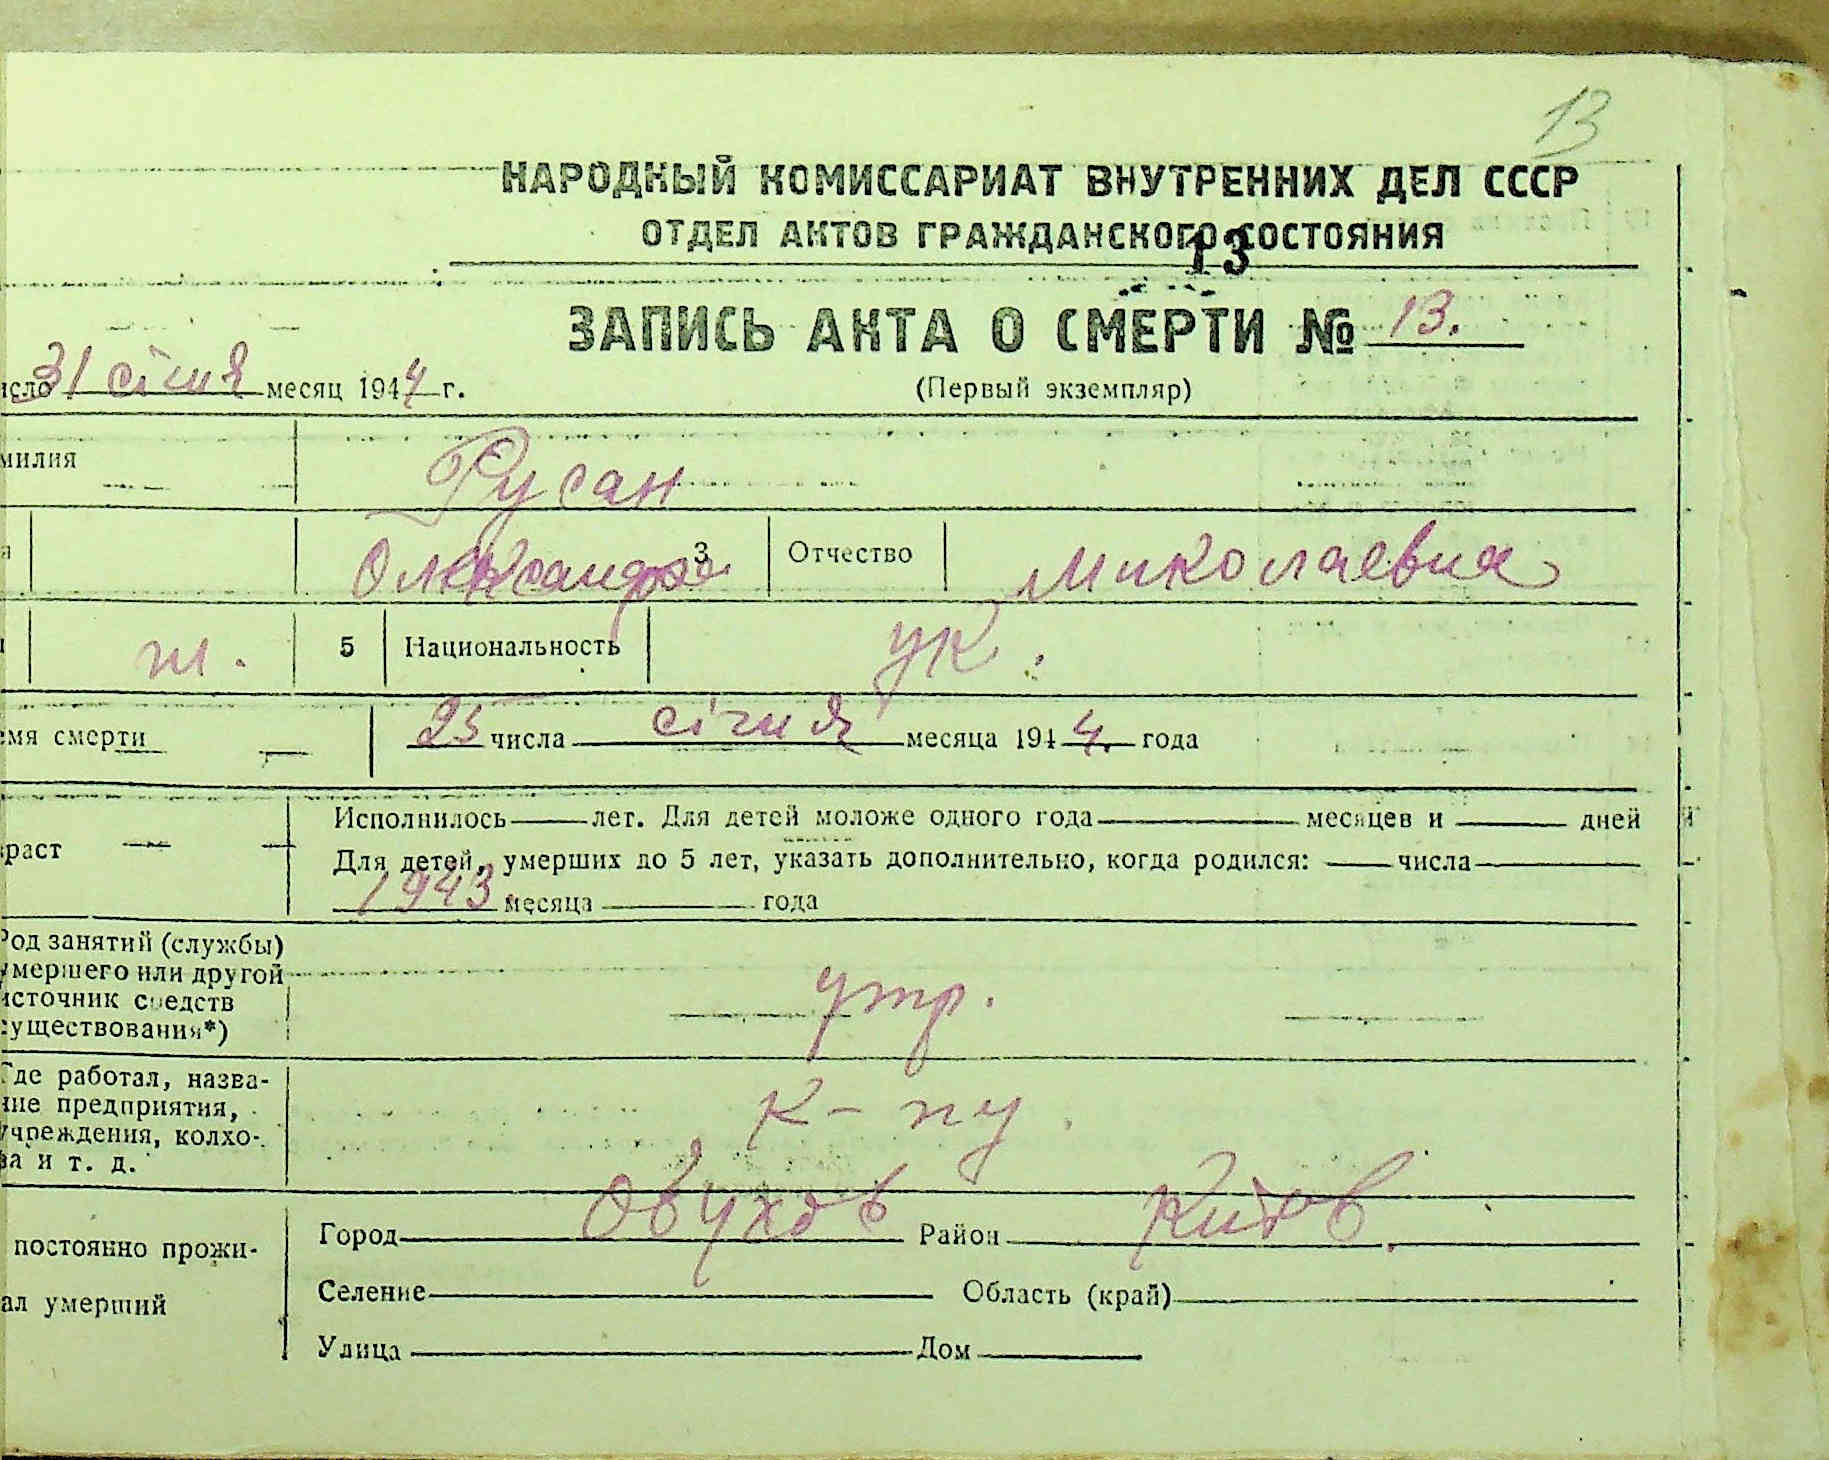 13
НАРОДНЫЙ КОМИССАРИАТ ВНУТРЕННИХ ДЕЛ СССР
ОТДЕЛ АКТОВ ГРАЖДАНСКОГО СОСТОЯНИЯ
13
ЗАПИСЬ АКТА О СМЕРТИ № 13.
исло 31 січня месяц 1944 г.
(Первый экземпляр)
милия Русан
я 3 Отчество Миколаевна
ж. 5 Национальность ук.
емя смерти 25 числа січня месяца 1944. года
Исполнилось лет. Для детей моложе одного года месяцев и дней
раст Для детей, умерших до 5 лет, указать дополнительно, когда родился: числа
1943 месяца года
Род занятий (службы)
умершего или другой
источник средств
существования*)
утр.
Где работал, назва-
ние предприятия,
учреждения, колхо-
за и т. д.
к-пу
постоянно прожи-
ал умерший
Город Обухов Район
Селение Область (край)
Улица Дом